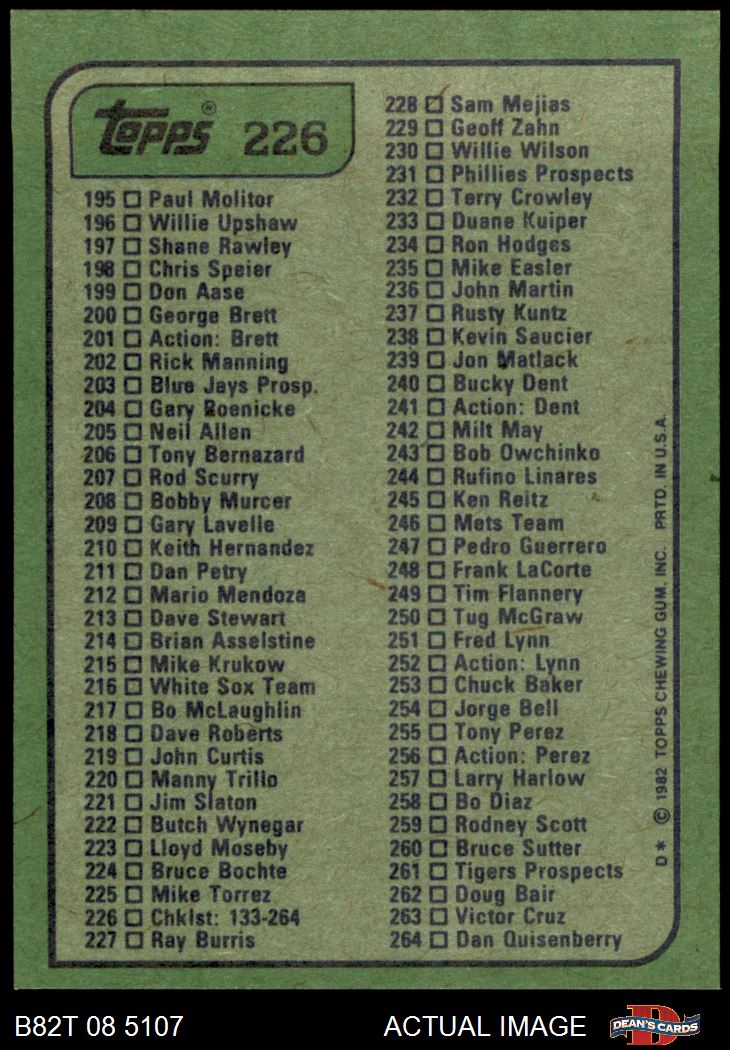 TOPPS® 226
195 □ Paul Molitor
196 □ Willie Upshaw
197 □ Shane Rawley
198 □ Chris Speier
199 □ Don Aase
200 □ George Brett
201 □ Action: Brett
202 □ Rick Manning
203 □ Blue Jays Prosp.
204 □ Gary Roenicke
205 □ Neil Allen
206 □ Tony Bernazard
207 □ Rod Scurry
208 □ Bobby Murcer
209 □ Gary Lavelle
210 □ Keith Hernandez
211 □ Dan Petry
212 □ Mario Mendoza
213 □ Dave Stewart
214 □ Brian Asselstine
215 □ Mike Krukow
216 □ White Sox Team
217 □ Bo McLaughlin
218 □ Dave Roberts
219 □ John Curtis
220 □ Manny Trillo
221 □ Jim Slaton
222 □ Butch Wynegar
223 □ Lloyd Moseby
224 □ Bruce Bochte
225 □ Mike Torrez
226 □ Chklst: 133-264
227 □ Ray Burris
228 □ Sam Mejias
229 □ Geoff Zahn
230 □ Willie Wilson
231 □ Phillies Prospects
232 □ Terry Crowley
233 □ Duane Kuiper
234 □ Ron Hodges
235 □ Mike Easler
236 □ John Martin
237 □ Rusty Kuntz
238 □ Kevin Saucier
239 □ Jon Matlack
240 □ Bucky Dent
241 □ Action: Dent
242 □ Milt May
243 □ Bob Owchinko
244 □ Rufino Linares
245 □ Ken Reitz
246 □ Mets Team
247 □ Pedro Guerrero
248 □ Frank LaCorte
249 □ Tim Flannery
250 □ Tug McGraw
251 □ Fred Lynn
252 □ Action: Lynn
253 □ Chuck Baker
254 □ Jorge Bell
255 □ Tony Perez
256 □ Action: Perez
257 □ Larry Harlow
258 □ Bo Diaz
259 □ Rodney Scott
260 □ Bruce Sutter
261 □ Tigers Prospects
262 □ Doug Bair
263 □ Victor Cruz
264 □ Dan Quisenberry
D* © 1982 TOPPS CHEWING GUM, INC. PRTD. IN U.S.A.
B82T 08 5107 ACTUAL IMAGE DEAN'S CARDS